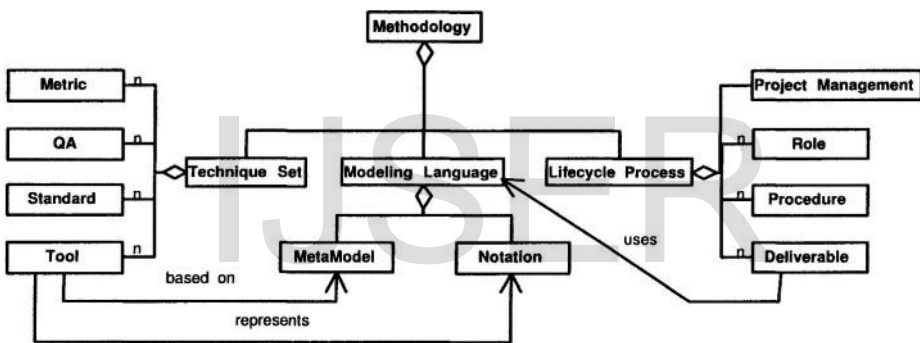 Methodology
Metric
n
Project Management
QA
n
n
Role
Technique Set
Modeling Language
Lifecycle Process
Standard
n
n
Procedure
uses
Tool
n
MetaModel
Notation
n
Deliverable
based on
represents
IJSER